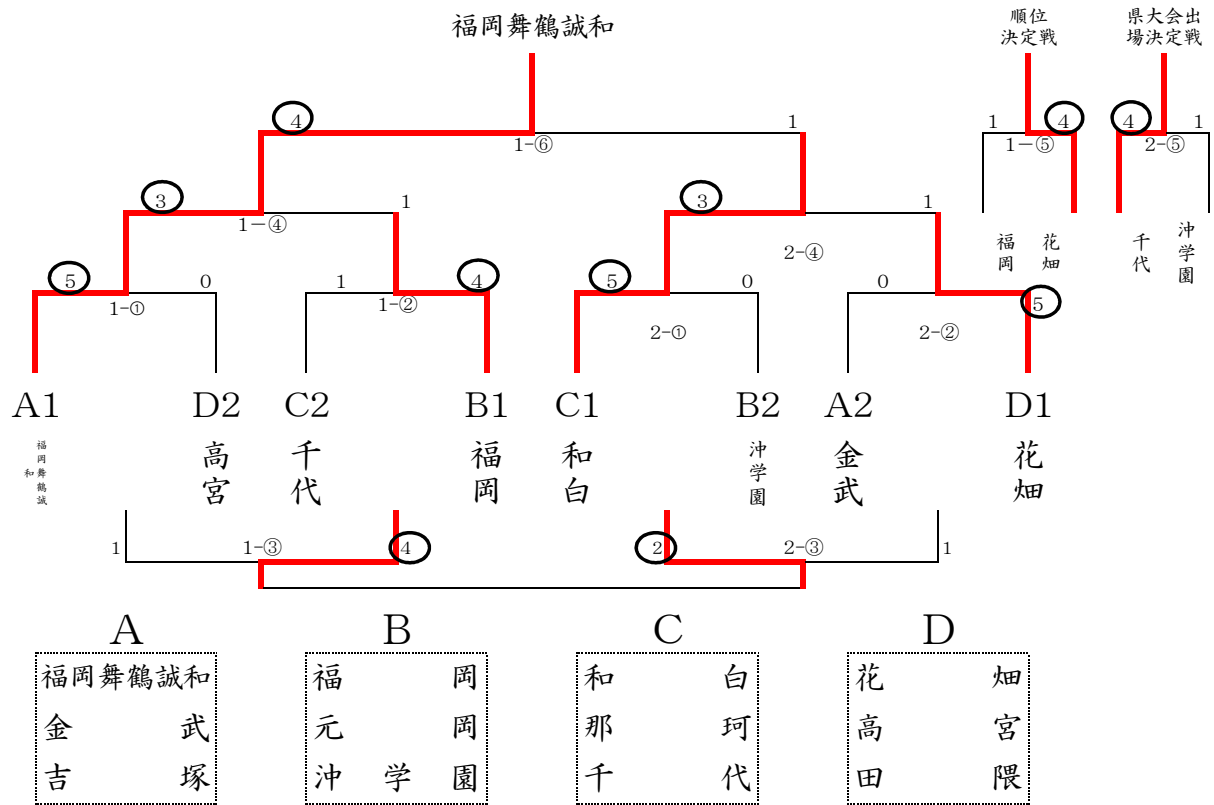 福岡舞鶴誠和
順位
決定戦
県大会出
場決定戦
④ 1
1-⑥
1 ④
1-⑤
④ 1
2-⑤
③ 1
1-④
③ 1
2-④
福岡
花畑
千代
沖学園
⑤ 0
1-①
1 ④
1-②
⑤ 0
2-①
0 ⑤
2-②
A1 D2 C2 B1 C1 B2 A2 D1
福岡舞鶴誠和
高宮
千代
福岡
和白
沖学園
金武
花畑
1 1-③ ④
② 2-③ 1
A B C D
福岡舞鶴誠和
金武
吉塚
福岡
元岡
沖学園
和白
那珂
千代
花畑
高宮
田隈